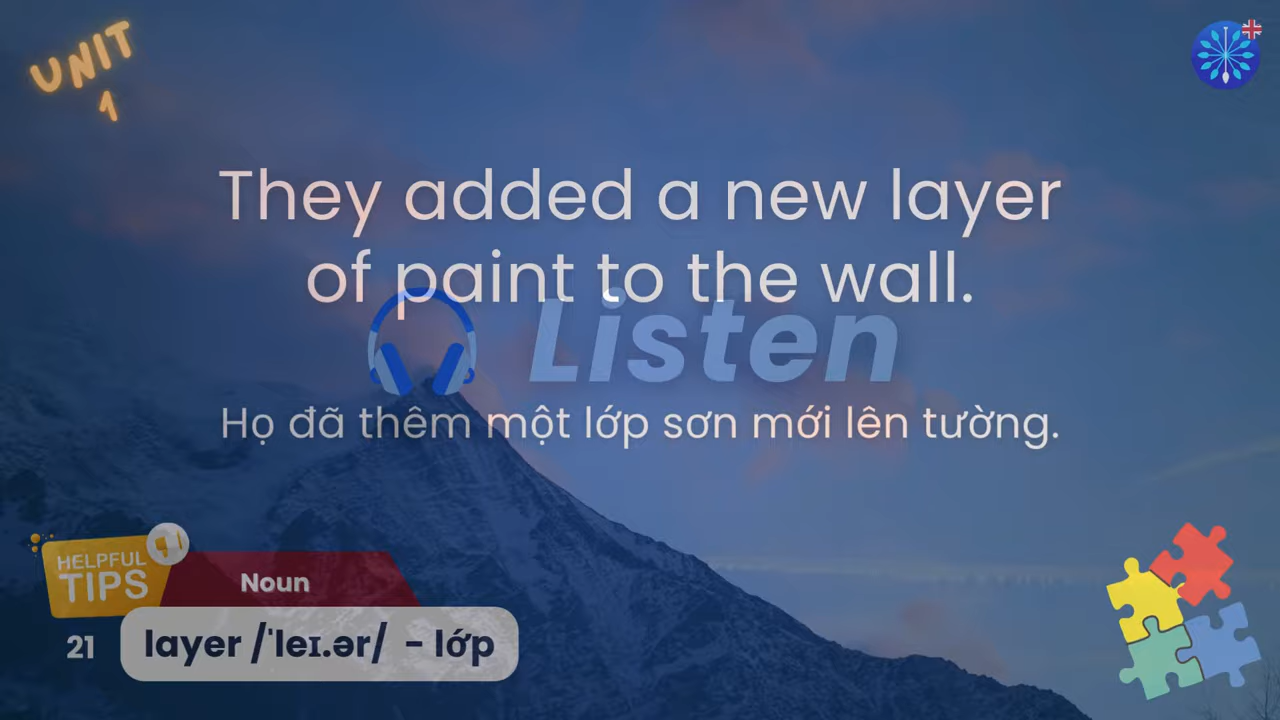 UNIT
1
They added a new layer
of paint to the wall.
Listen
Họ đã thêm một lớp sơn mới lên tường.
HELPFUL
TIPS
Noun
21
layer /ˈleɪ.ər/ - lớp